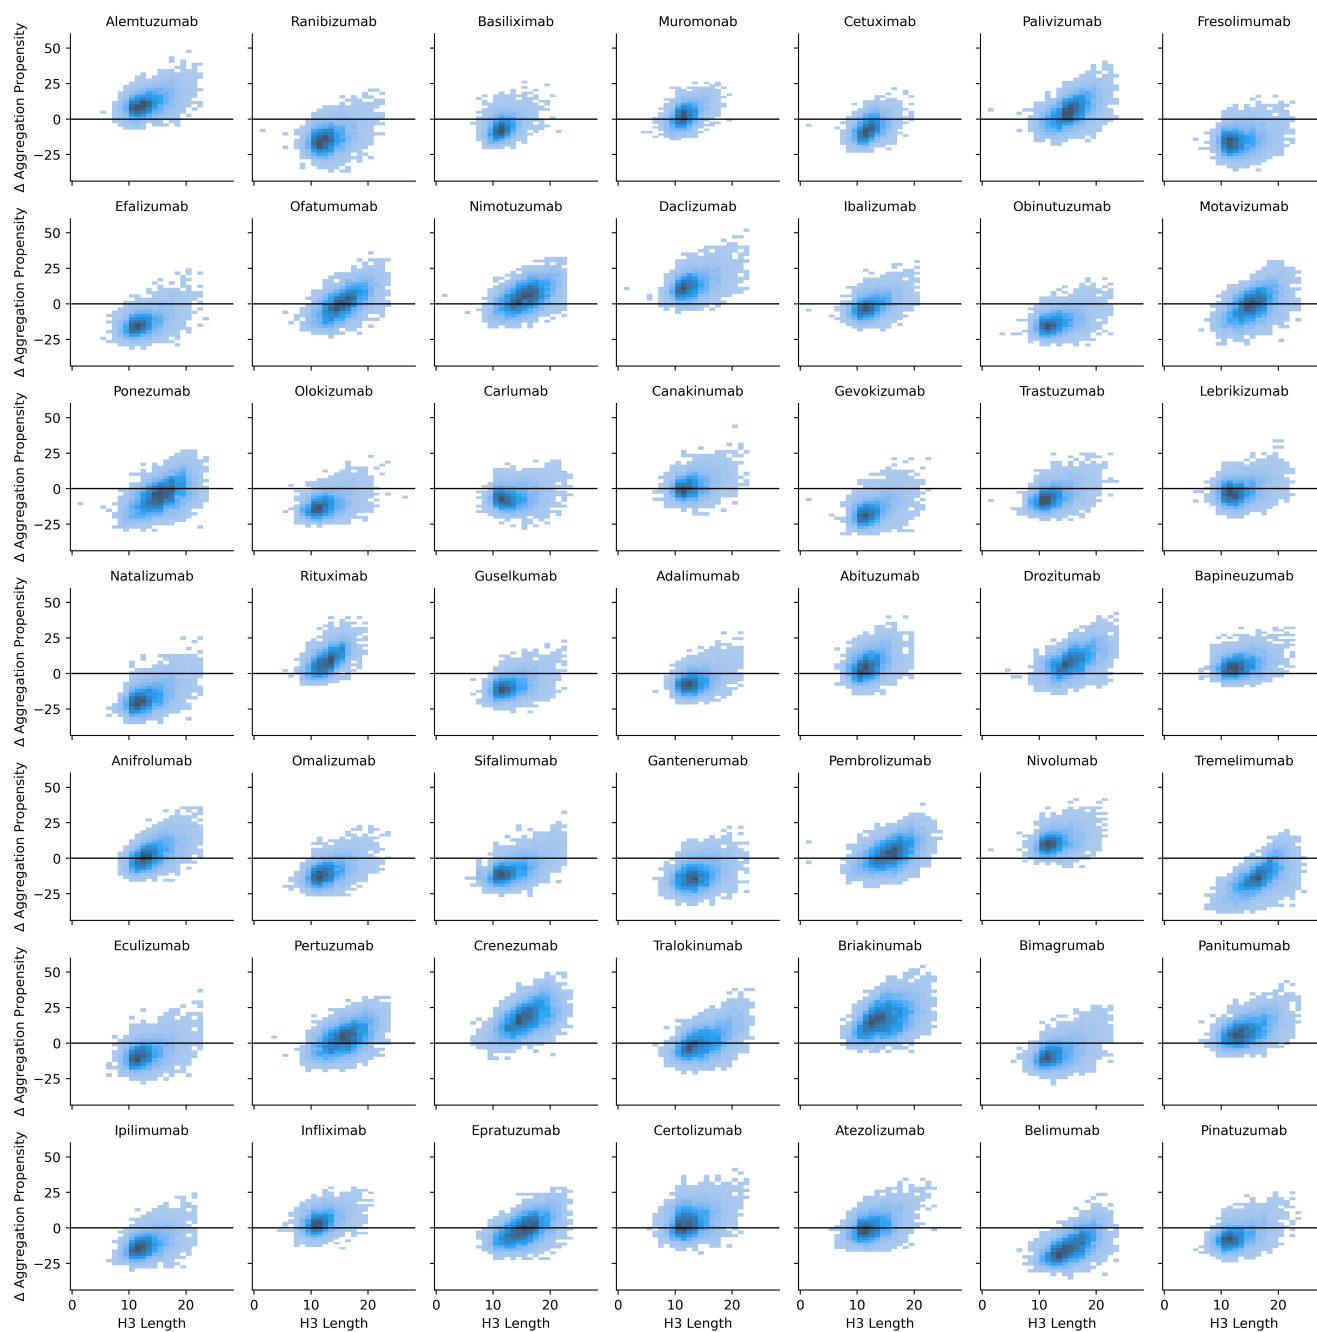 Alemtuzumab Ranibizumab Basiliximab Muromonab Cetuximab Palivizumab Fresolimumab
Δ Aggregation Propensity
50
25
0
−25
Efalizumab Ofatumumab Nimotuzumab Daclizumab Ibalizumab Obinutuzumab Motavizumab
Δ Aggregation Propensity
50
25
0
−25
Ponezumab Olokizumab Carlumab Canakinumab Gevokizumab Trastuzumab Lebrikizumab
Δ Aggregation Propensity
50
25
0
−25
Natalizumab Rituximab Guselkumab Adalimumab Abituzumab Drozitumab Bapineuzumab
Δ Aggregation Propensity
50
25
0
−25
Anifrolumab Omalizumab Sifalimumab Gantenerumab Pembrolizumab Nivolumab Tremelimumab
Δ Aggregation Propensity
50
25
0
−25
Eculizumab Pertuzumab Crenezumab Tralokinumab Briakinumab Bimagrumab Panitumumab
Δ Aggregation Propensity
50
25
0
−25
Ipilimumab Infliximab Epratuzumab Certolizumab Atezolizumab Belimumab Pinatuzumab
Δ Aggregation Propensity
50
25
0
−25
0 10 20 0 10 20 0 10 20 0 10 20 0 10 20 0 10 20 0 10 20
H3 Length H3 Length H3 Length H3 Length H3 Length H3 Length H3 Length